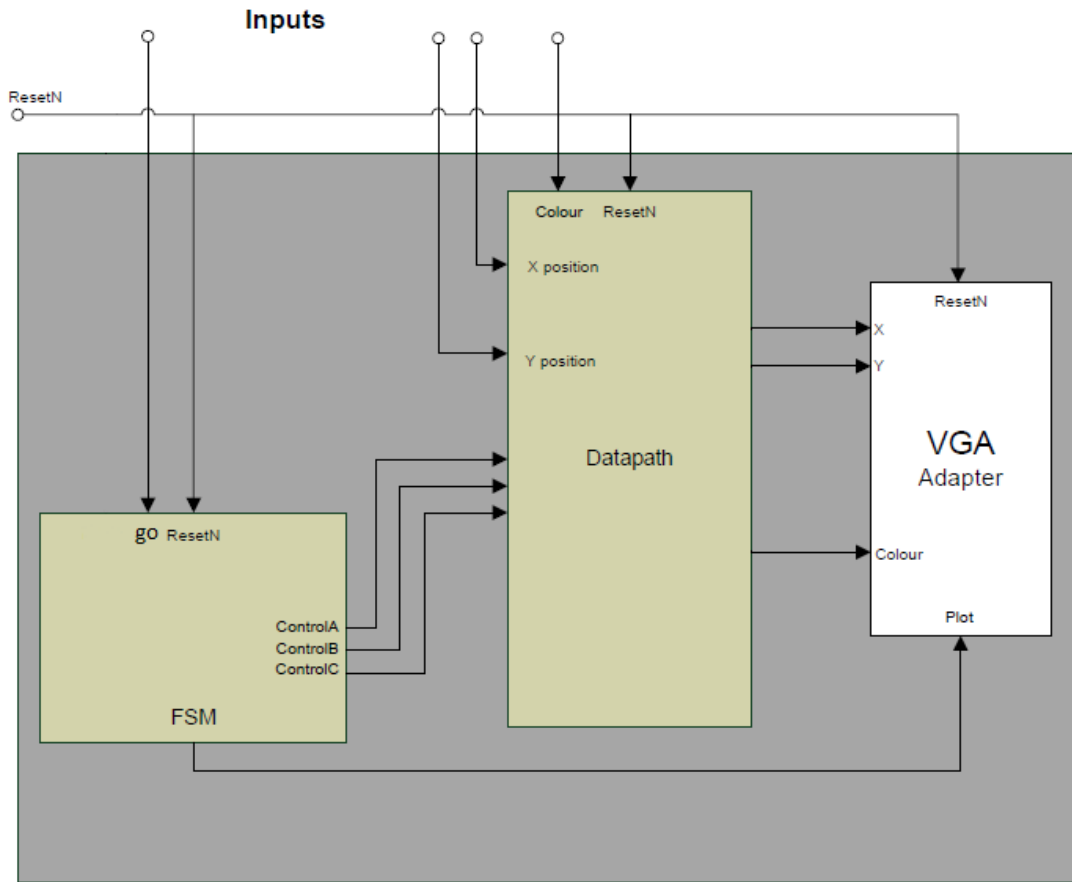 Inputs
ResetN
Colour ResetN
X position
Y position
Datapath
ResetN
X
Y
VGA
Adapter
Colour
Plot
go ResetN
ControlA
ControlB
ControlC
FSM